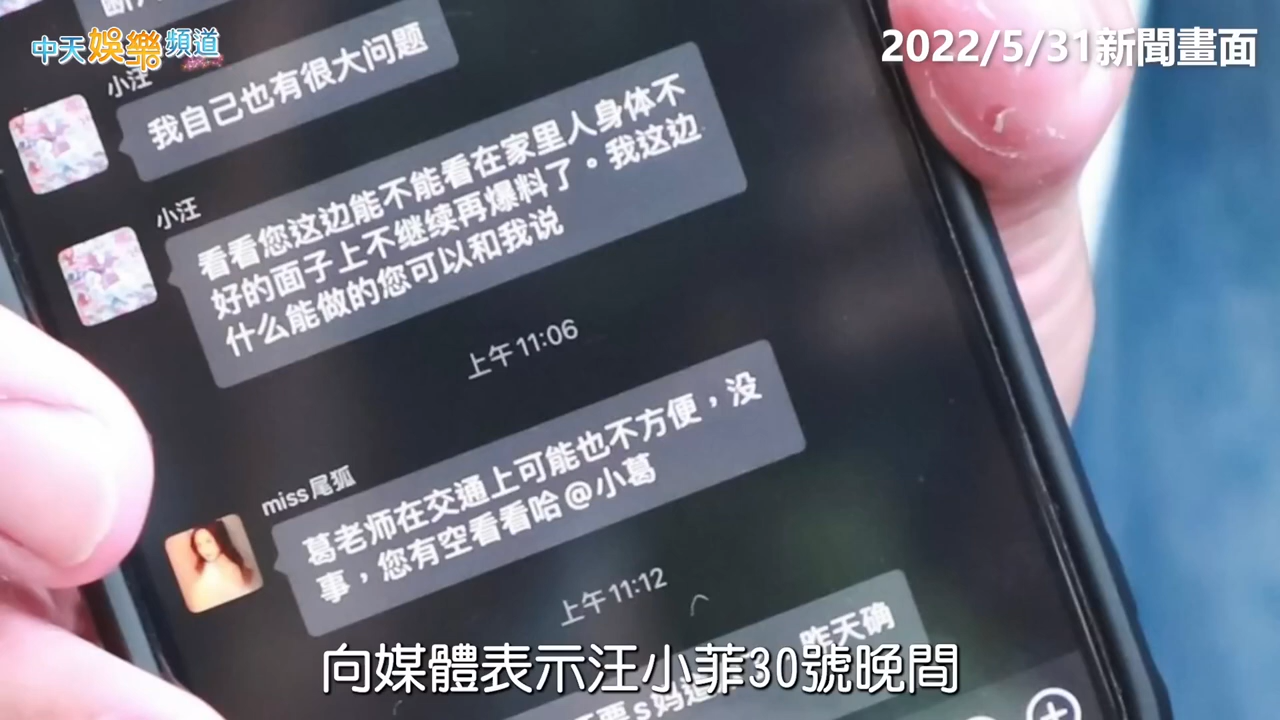 中天娛樂頻道
2022/5/31新聞畫面
小汪
我自己也有很大问题
小汪
看看您这边能不能看在家里人身体不
好的面子上不继续再爆料了。我这边
什么能做的您可以和我说
上午11:06
miss尾狐
葛老师在交通上可能也不方便，没
事，您有空看看哈@小葛
上午11:12
昨天确
s妈
向媒體表示汪小菲30號晚間